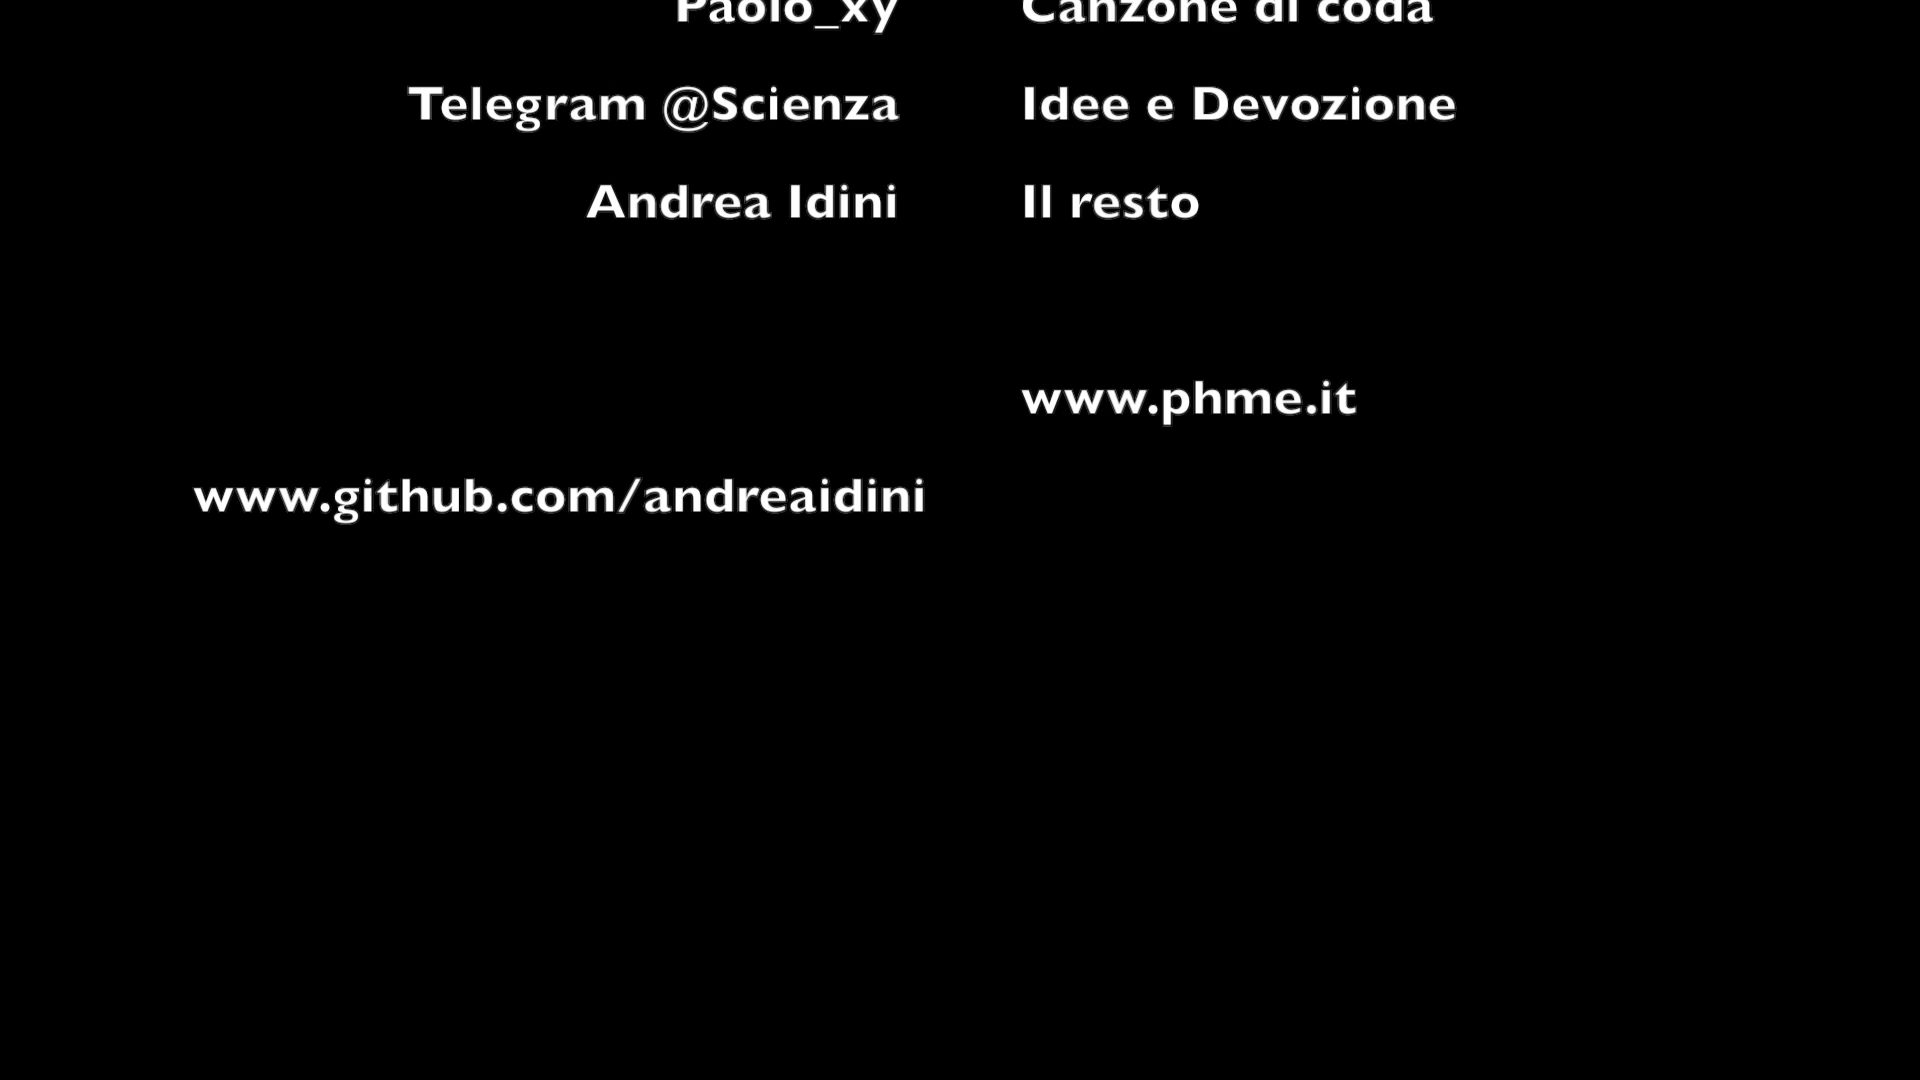 Paolo_xy Canzone di coda
Telegram @Scienza Idee e Devozione
Andrea Idini Il resto
www.phme.it
www.github.com/andreaidini